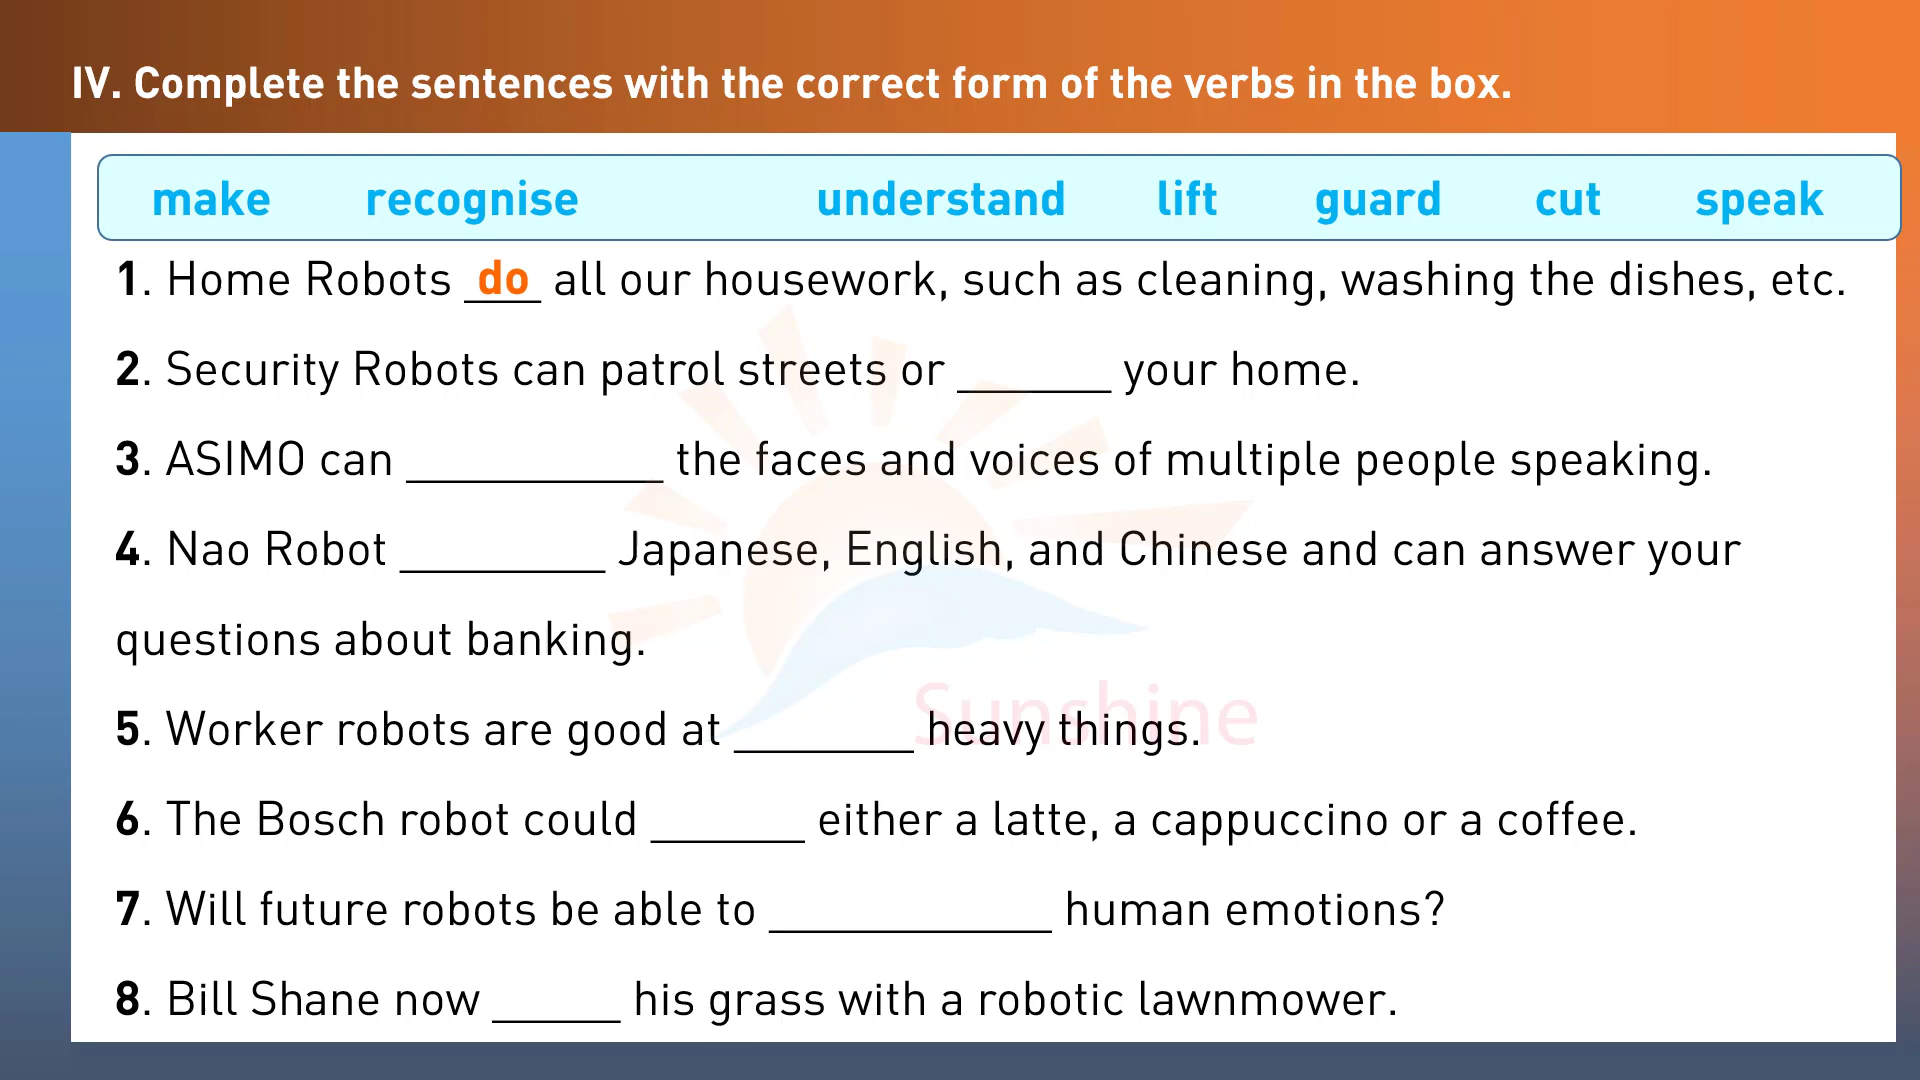 IV. Complete the sentences with the correct form of the verbs in the box.
make recognise understand lift guard cut speak
1. Home Robots do all our housework, such as cleaning, washing the dishes, etc.
2. Security Robots can patrol streets or ______ your home.
3. ASIMO can __________ the faces and voices of multiple people speaking.
4. Nao Robot ________ Japanese, English, and Chinese and can answer your
questions about banking.
Sunshine
5. Worker robots are good at _______ heavy things.
6. The Bosch robot could ______ either a latte, a cappuccino or a coffee.
7. Will future robots be able to ___________ human emotions?
8. Bill Shane now _____ his grass with a robotic lawnmower.